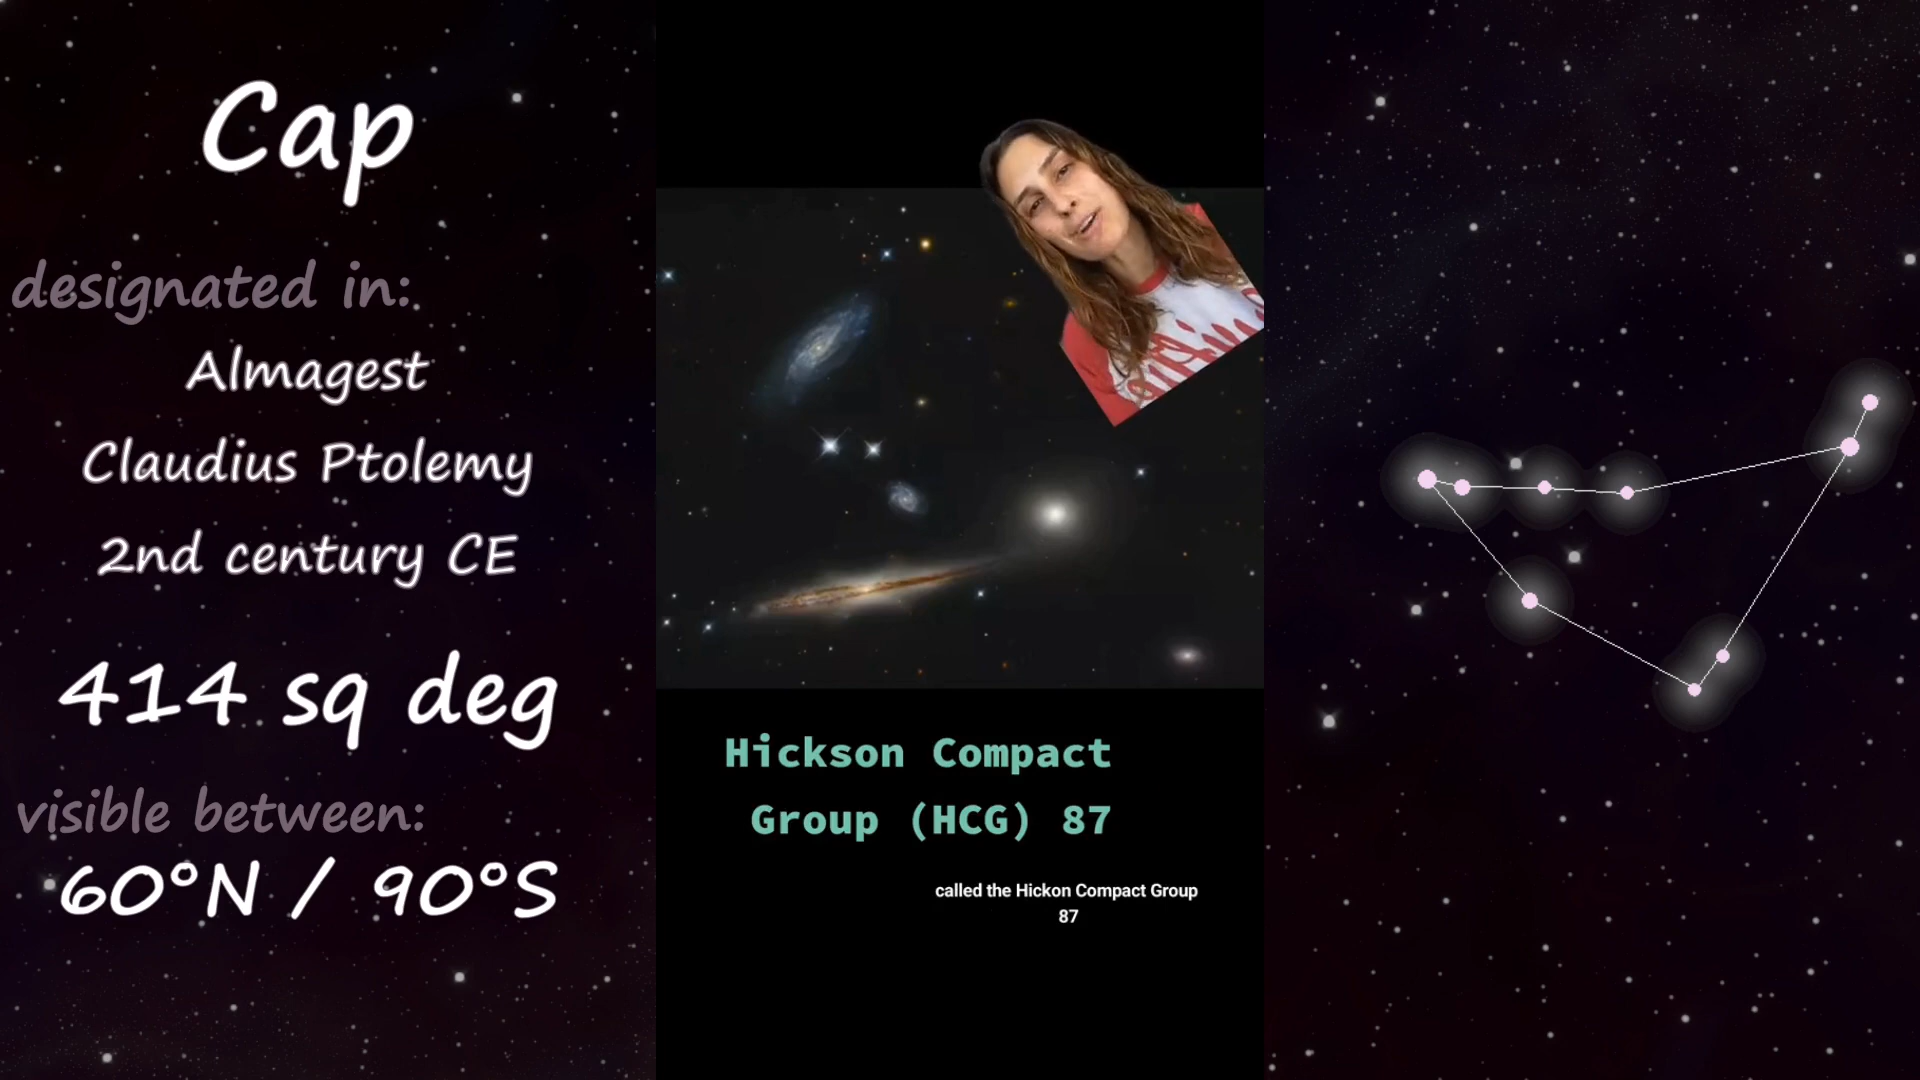 Cap
designated in:
Almagest
Claudius Ptolemy
2nd century CE
414 sq deg
visible between:
60°N / 90°S
Hickson Compact
Group (HCG) 87
called the Hickon Compact Group
87